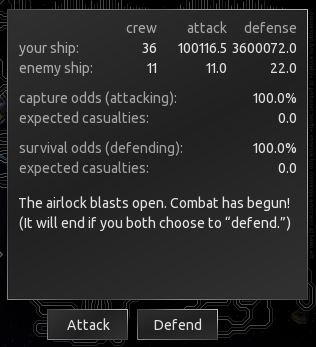 crew attack defense
your ship: 36 100116.5 3600072.0
enemy ship: 11 11.0 22.0
capture odds (attacking): 100.0%
expected casualties: 0.0
survival odds (defending): 100.0%
expected casualties: 0.0
The airlock blasts open. Combat has begun!
(It will end if you both choose to “defend.”)
Attack Defend